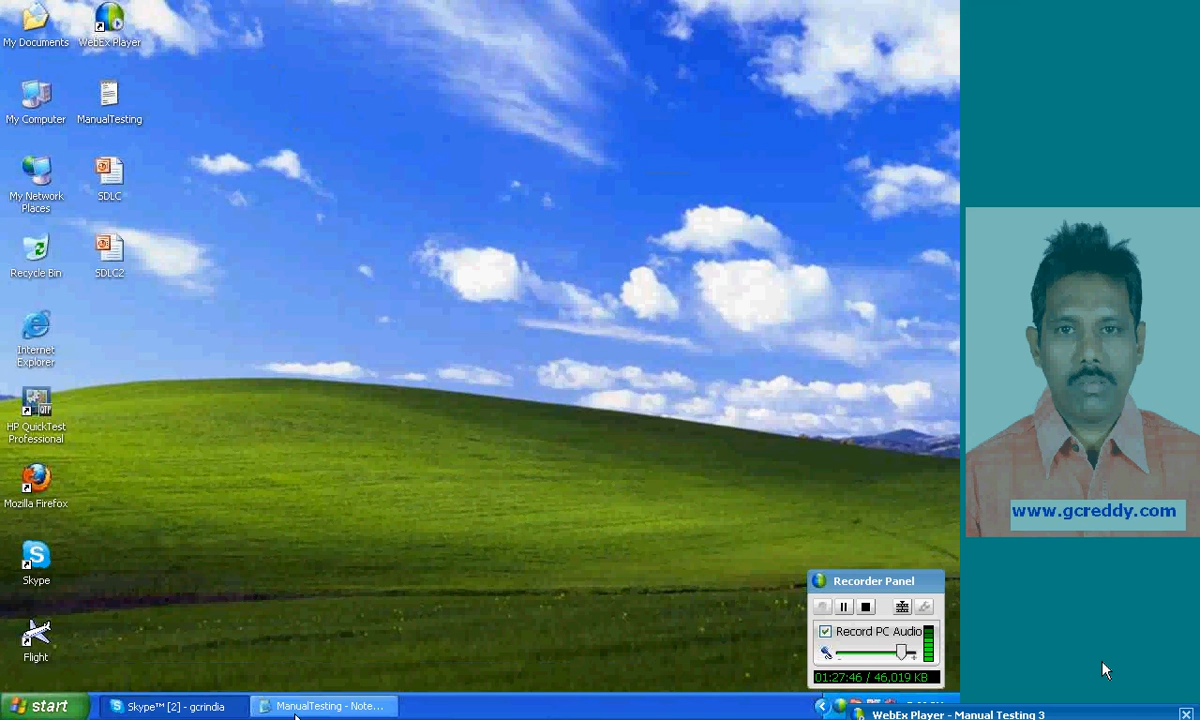 My Documents
WebEx Player
My Computer
ManualTesting
My Network
Places
SDLC
Recycle Bin
SDLC2
Internet
Explorer
QTP
HP QuickTest
Professional
Mozilla Firefox
Skype
Flight
www.gcreddy.com
Recorder Panel
Record PC Audio
- +
01:27:46 / 46,019 KB
start
Skype™ [2] - gcrindia
ManualTesting - Note...
WebEx Player - Manual Testing 3